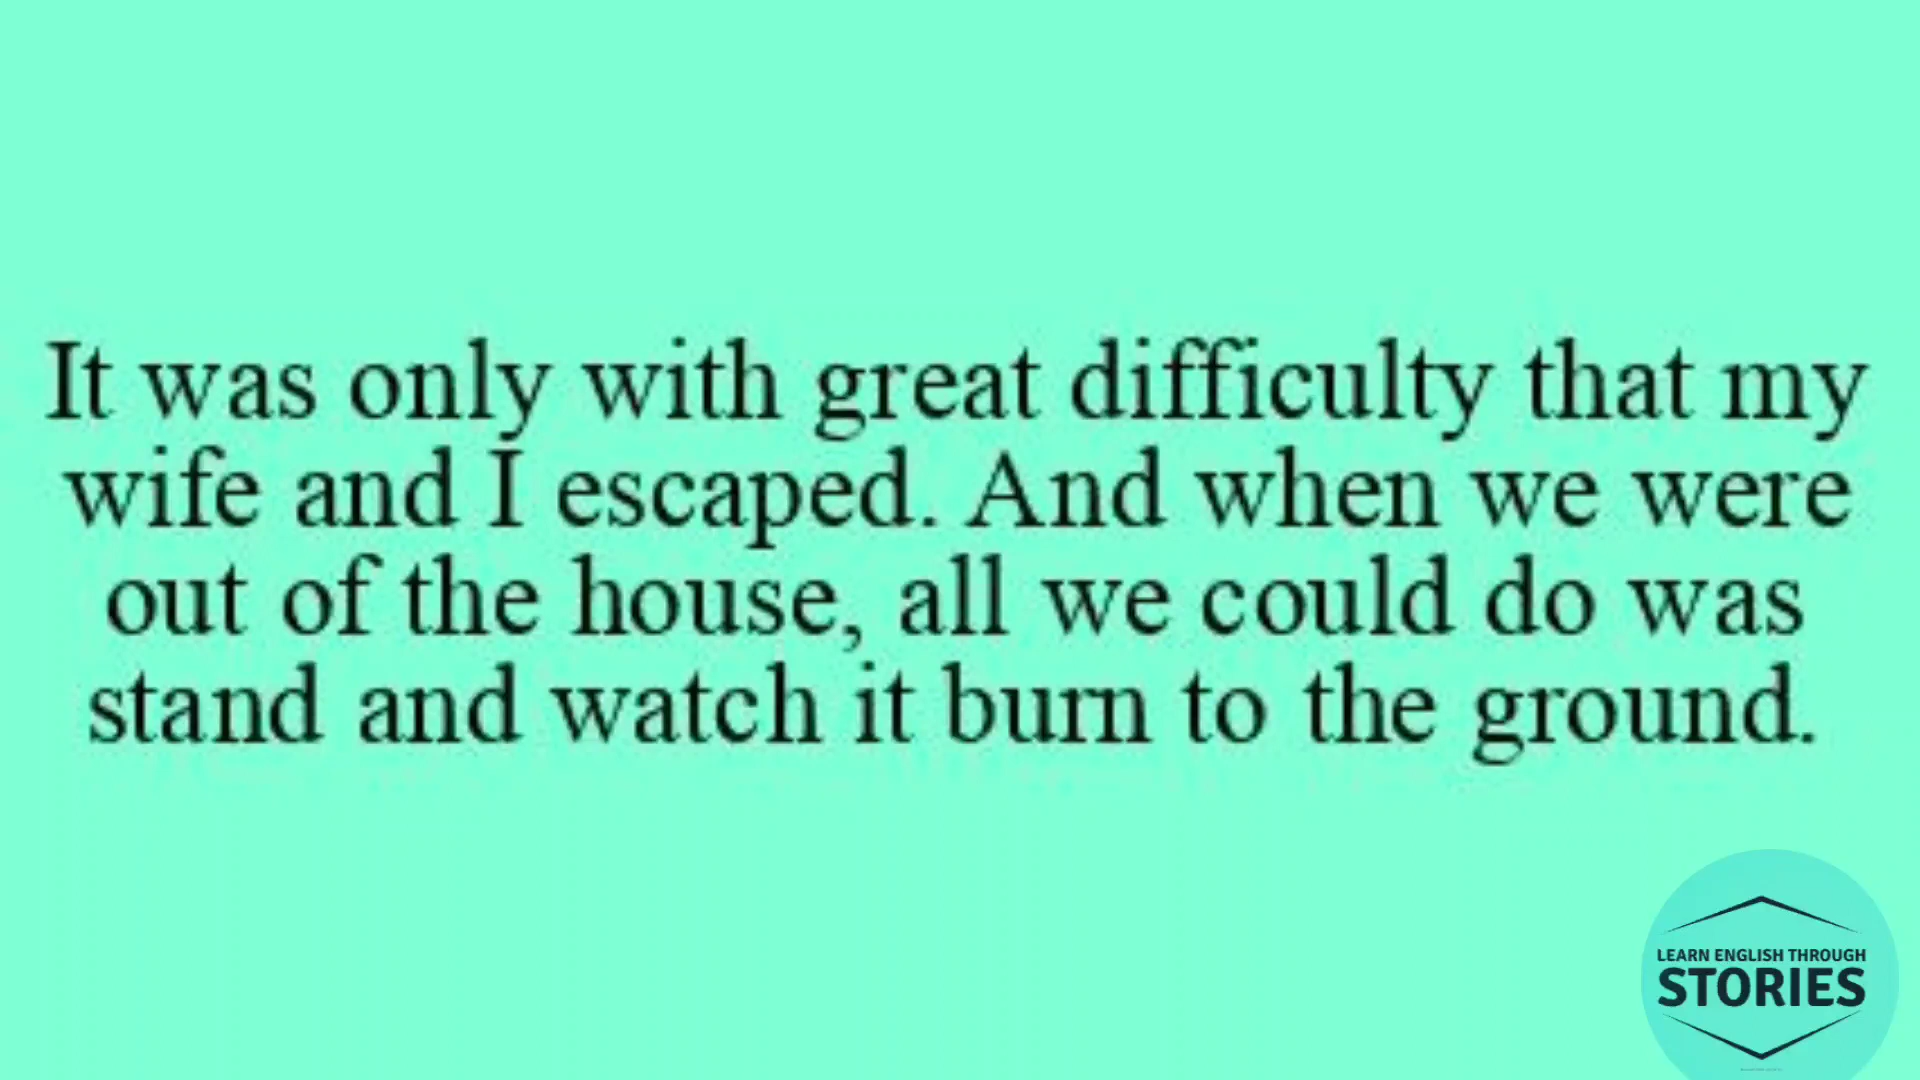 It was only with great difficulty that my
wife and I escaped. And when we were
out of the house, all we could do was
stand and watch it burn to the ground.
LEARN ENGLISH THROUGH
STORIES